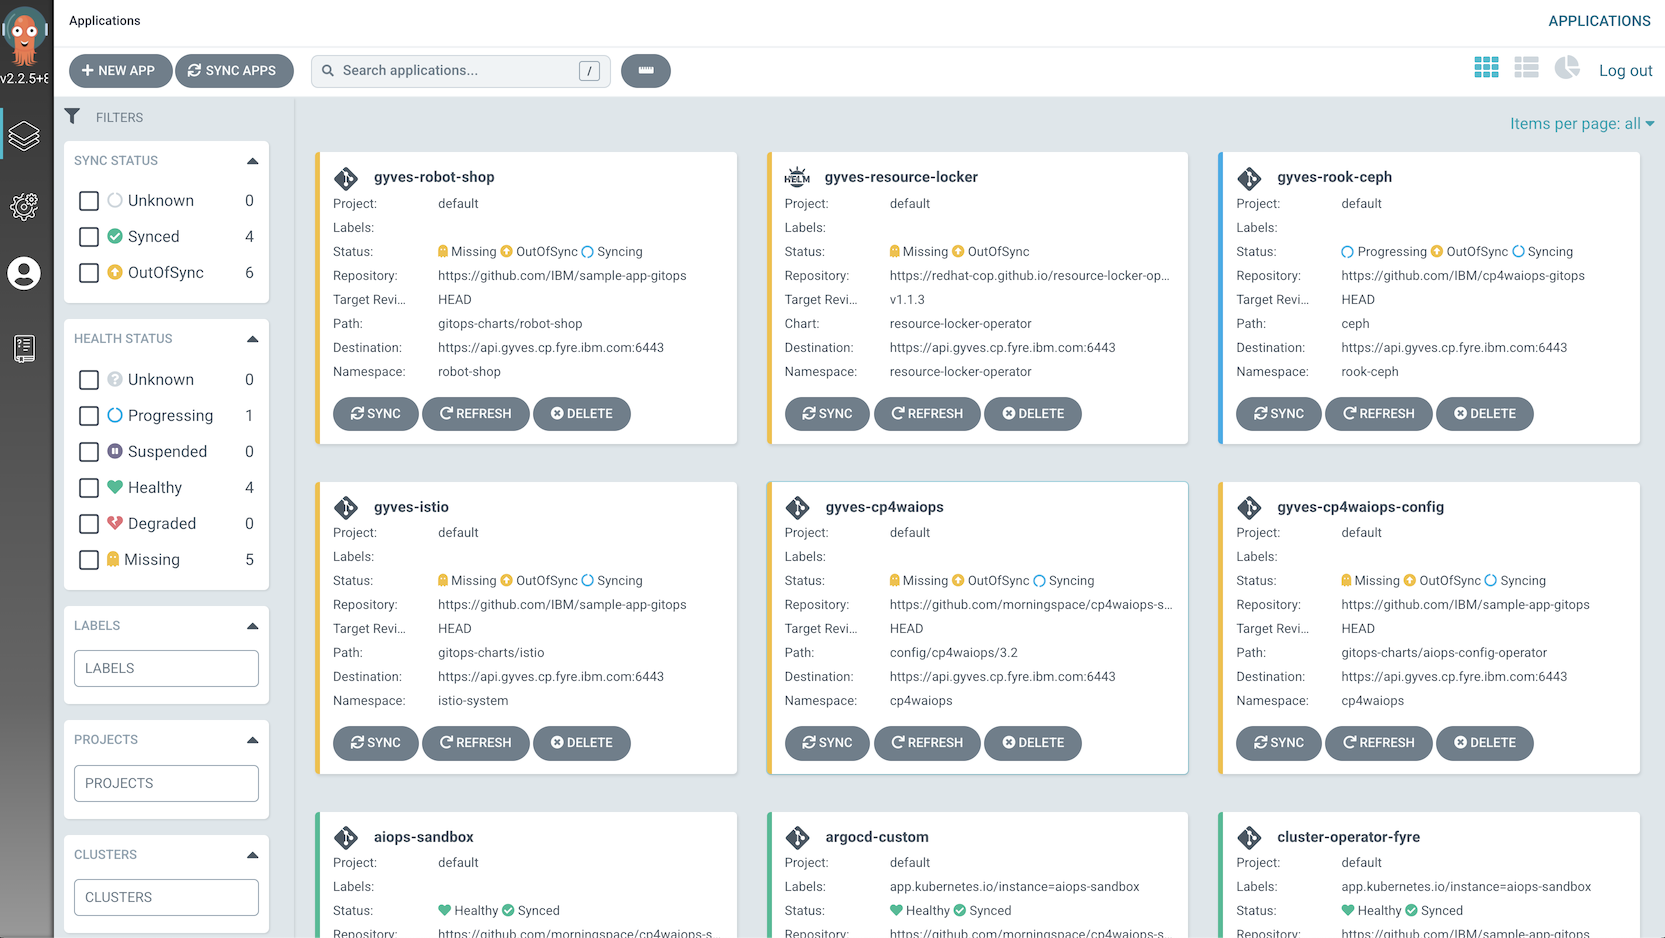 Applications
APPLICATIONS
v2.2.5+8
NEW APP
SYNC APPS
Search applications...
/
Log out
FILTERS
Items per page: all
SYNC STATUS
Unknown 0
Synced 4
OutOfSync 6
HEALTH STATUS
Unknown 0
Progressing 1
Suspended 0
Healthy 4
Degraded 0
Missing 5
LABELS
LABELS
PROJECTS
PROJECTS
CLUSTERS
CLUSTERS
gyves-robot-shop
Project: default
Labels:
Status: Missing OutOfSync Syncing
Repository: https://github.com/IBM/sample-app-gitops
Target Revi... HEAD
Path: gitops-charts/robot-shop
Destination: https://api.gyves.cp.fyre.ibm.com:6443
Namespace: robot-shop
SYNC REFRESH DELETE
HELM
gyves-resource-locker
Project: default
Labels:
Status: Missing OutOfSync
Repository: https://redhat-cop.github.io/resource-locker-op...
Target Revi... v1.1.3
Chart: resource-locker-operator
Destination: https://api.gyves.cp.fyre.ibm.com:6443
Namespace: resource-locker-operator
SYNC REFRESH DELETE
gyves-rook-ceph
Project: default
Labels:
Status: Progressing OutOfSync Syncing
Repository: https://github.com/IBM/cp4waiops-gitops
Target Revi... HEAD
Path: ceph
Destination: https://api.gyves.cp.fyre.ibm.com:6443
Namespace: rook-ceph
SYNC REFRESH DELETE
gyves-istio
Project: default
Labels:
Status: Missing OutOfSync Syncing
Repository: https://github.com/IBM/sample-app-gitops
Target Revi... HEAD
Path: gitops-charts/istio
Destination: https://api.gyves.cp.fyre.ibm.com:6443
Namespace: istio-system
SYNC REFRESH DELETE
gyves-cp4waiops
Project: default
Labels:
Status: Missing OutOfSync Syncing
Repository: https://github.com/morningspace/cp4waiops-s...
Target Revi... HEAD
Path: config/cp4waiops/3.2
Destination: https://api.gyves.cp.fyre.ibm.com:6443
Namespace: cp4waiops
SYNC REFRESH DELETE
gyves-cp4waiops-config
Project: default
Labels:
Status: Missing OutOfSync Syncing
Repository: https://github.com/IBM/sample-app-gitops
Target Revi... HEAD
Path: gitops-charts/aiops-config-operator
Destination: https://api.gyves.cp.fyre.ibm.com:6443
Namespace: cp4waiops
SYNC REFRESH DELETE
aiops-sandbox
Project: default
Labels:
Status: Healthy Synced
Repository: https://github.com/morningspace/cp4waiops-s...
argocd-custom
Project: default
Labels: app.kubernetes.io/instance=aiops-sandbox
Status: Healthy Synced
Repository: https://github.com/morningspace/cp4waiops-s...
cluster-operator-fyre
Project: default
Labels: app.kubernetes.io/instance=aiops-sandbox
Status: Healthy Synced
Repository: https://github.com/IBM/sample-app-gitops